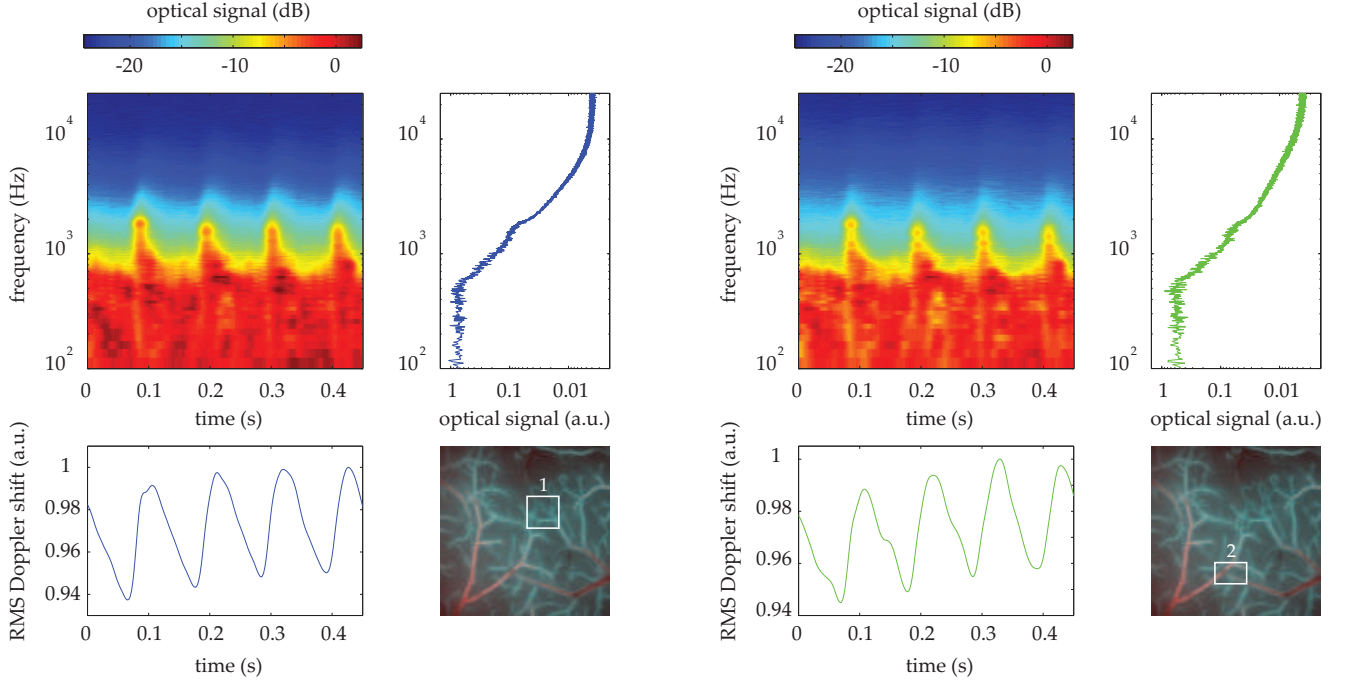 optical signal (dB)
-20 -10 0
frequency (Hz)
10^4
10^3
10^2
0 0.1 0.2 0.3 0.4
time (s)
10^4
10^3
10^2
1 0.1 0.01
optical signal (a.u.)
RMS Doppler shift (a.u.)
1
0.98
0.96
0.94
0 0.1 0.2 0.3 0.4
time (s)
1
optical signal (dB)
-20 -10 0
frequency (Hz)
10^4
10^3
10^2
0 0.1 0.2 0.3 0.4
time (s)
10^4
10^3
10^2
1 0.1 0.01
optical signal (a.u.)
RMS Doppler shift (a.u.)
1
0.98
0.96
0.94
0 0.1 0.2 0.3 0.4
time (s)
2